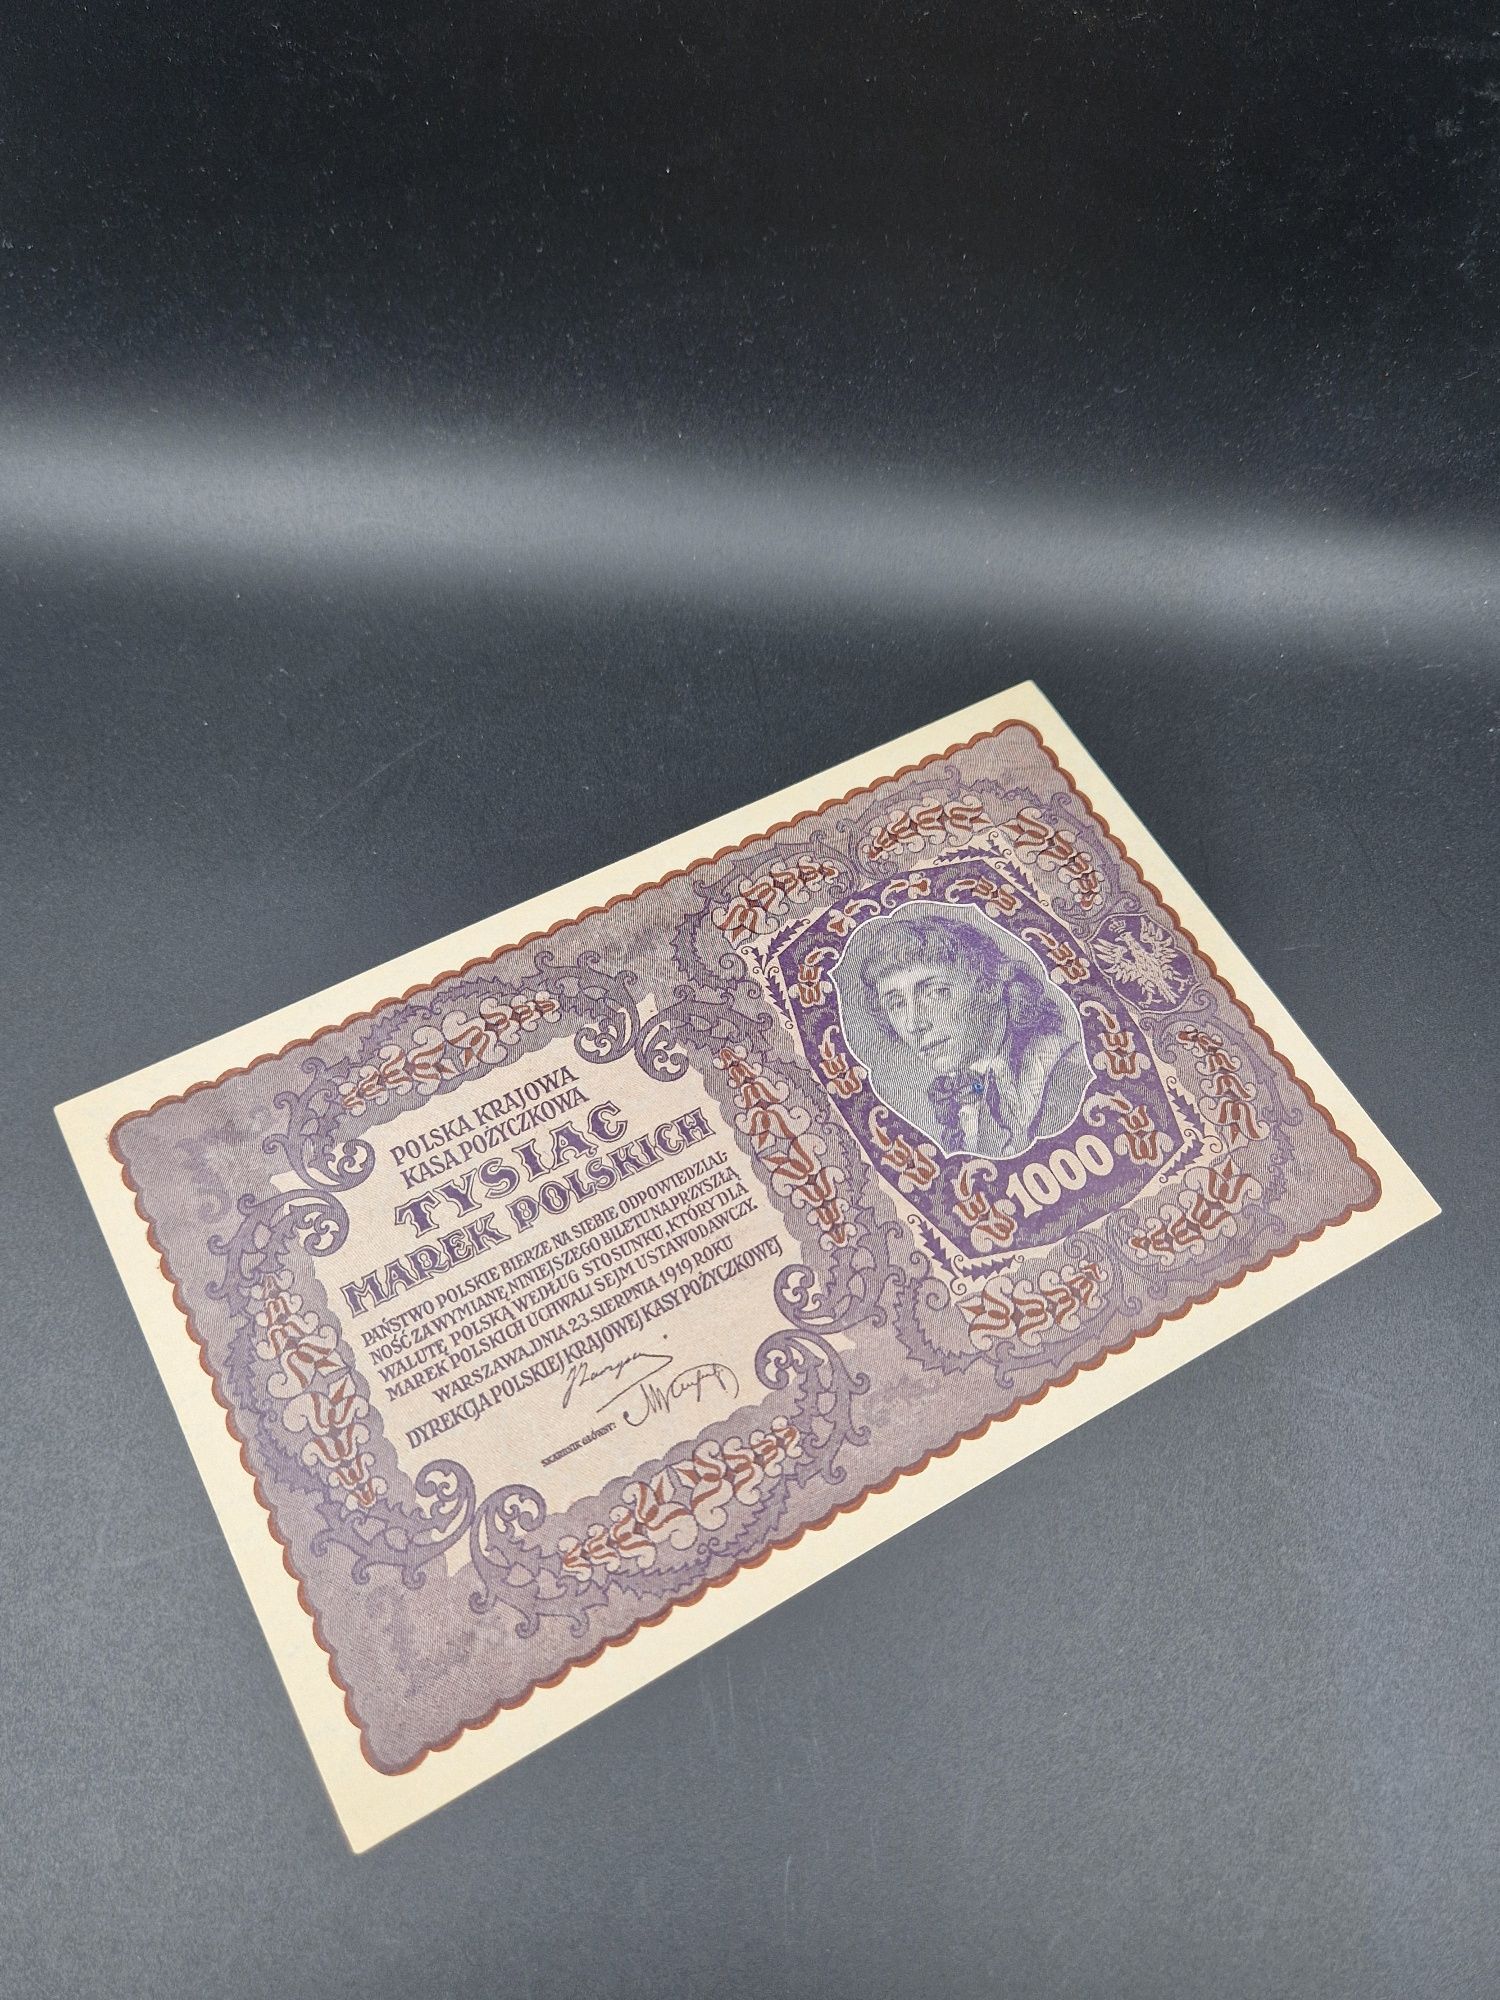 POLSKA KRAJOWA
KASA POŻYCZKOWA
TYSIĄC
MAREK POLSKICH
PAŃSTWO POLSKIE BIERZE NA SIEBIE ODPOWIEDZIAL-
NOŚĆ ZA WYMIANĘ NINIEJSZEGO BILETU NA PRZYSZŁĄ
WALUTĘ POLSKĄ WEDŁUG STOSUNKU, KTÓRY DLA
MAREK POLSKICH UCHWALI SEJM USTAWODAWCZY.
WARSZAWA, DNIA 23. SIERPNIA 1919, ROKU
DYREKCJA POLSKIEJ KRAJOWEJ KASY POŻYCZKOWEJ
SKARBNIK GŁÓWNY:
1000